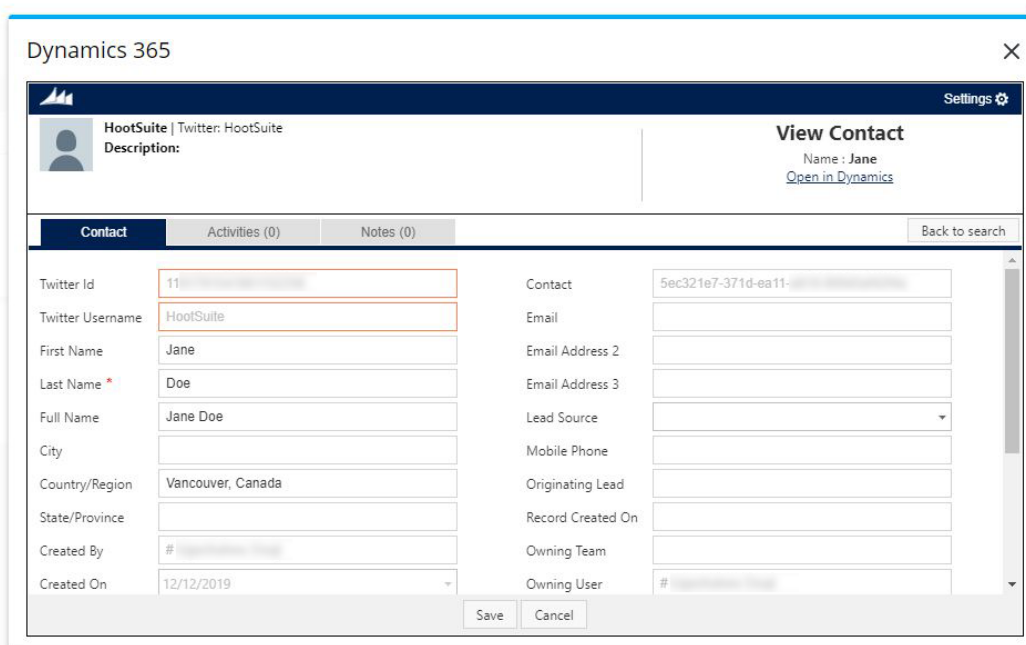 Dynamics 365
Settings
HootSuite | Twitter: HootSuite
Description:
View Contact
Name : Jane
Open in Dynamics
Contact
Activities (0)
Notes (0)
Back to search
Twitter Id 11
Contact 5ec321e7-371d-ea11-
Twitter Username HootSuite
Email
First Name Jane
Email Address 2
Last Name * Doe
Email Address 3
Full Name Jane Doe
Lead Source
City
Mobile Phone
Country/Region Vancouver, Canada
Originating Lead
State/Province
Record Created On
Created By #
Owning Team
Created On 12/12/2019
Owning User #
Save
Cancel